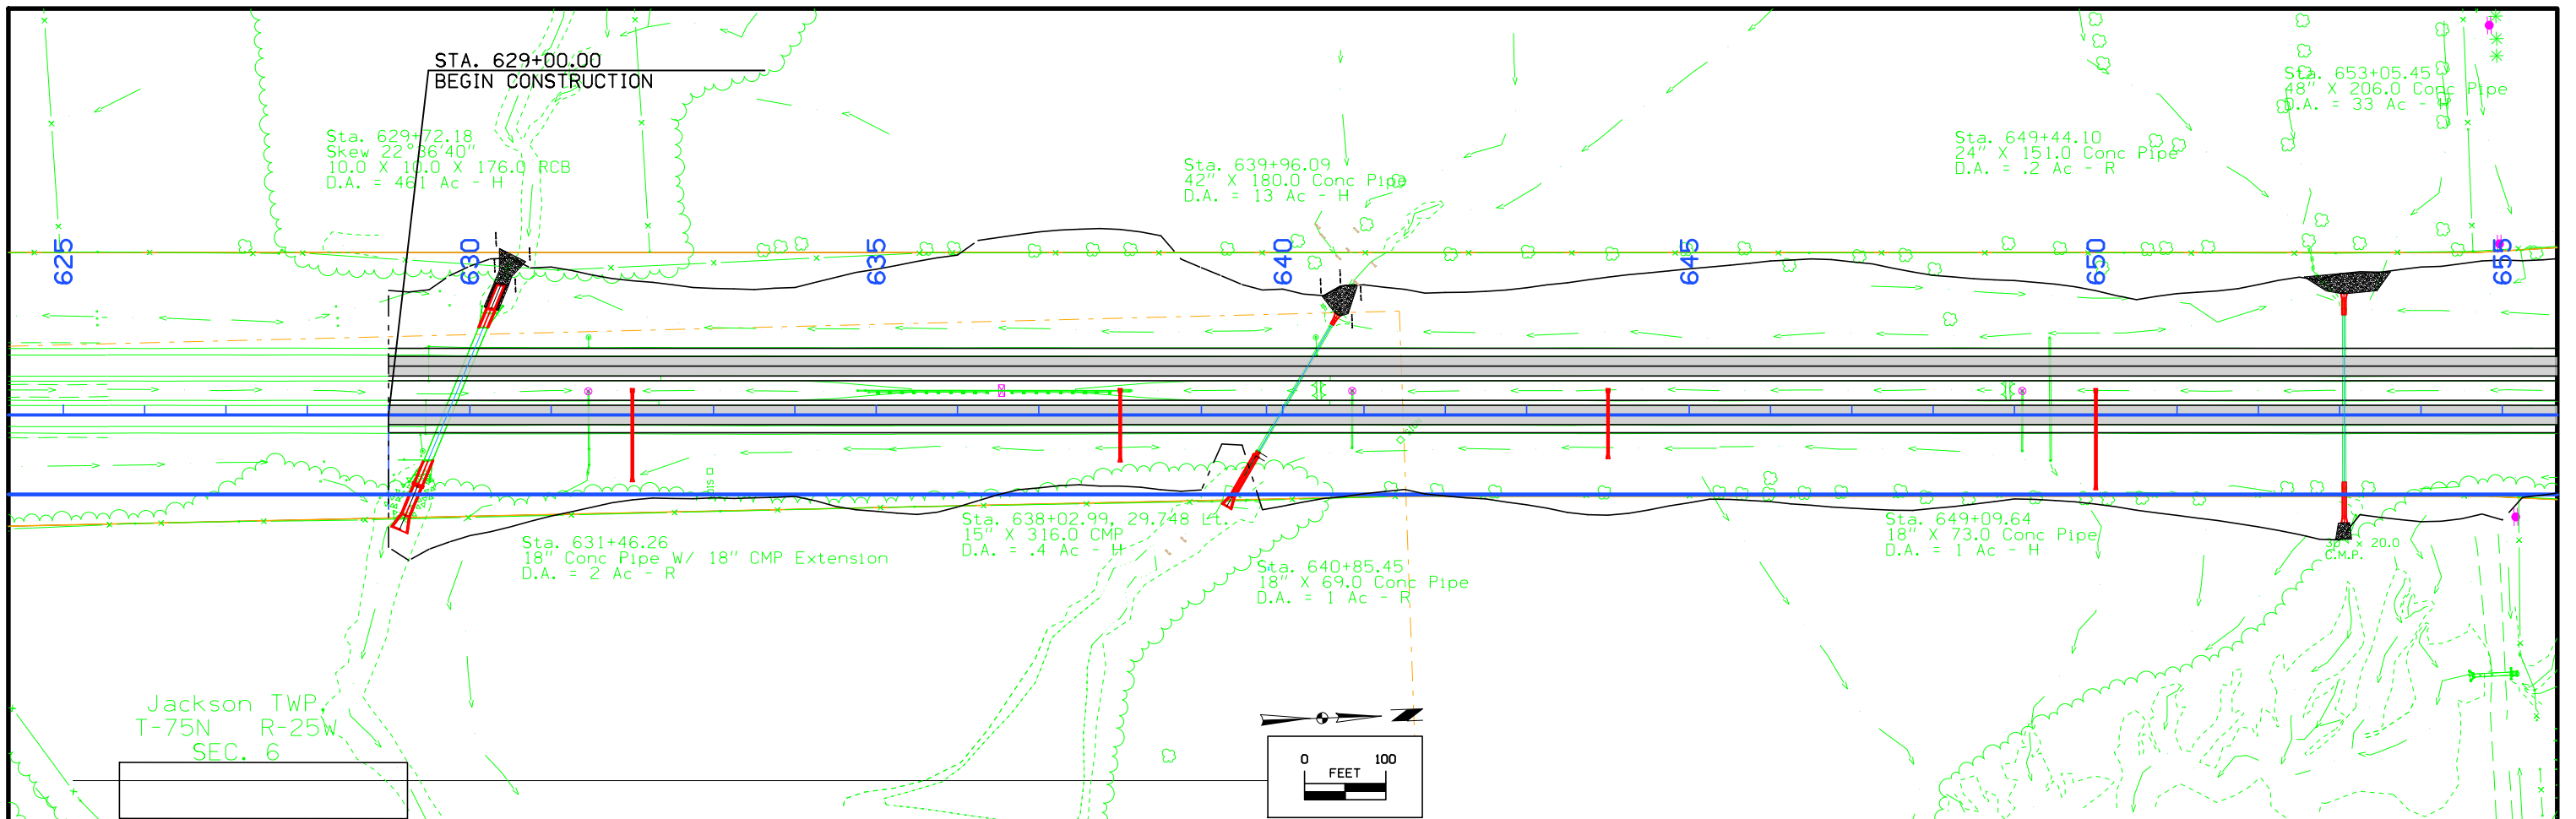 STA. 629+00.00
BEGIN CONSTRUCTION
Sta. 629+72.18
Skew 22°36'40"
10.0 X 10.0 X 176.0 RCB
D.A. = 461 Ac - H
Sta. 639+96.09
42" X 180.0 Conc Pipe
D.A. = 13 Ac - H
Sta. 649+44.10
24" X 151.0 Conc Pipe
D.A. = .2 Ac - R
Sta. 653+05.45
48" X 206.0 Conc Pipe
D.A. = 33 Ac - H
625
630
635
640
645
650
655
Sta. 631+46.26
18" Conc Pipe W/ 18" CMP Extension
D.A. = 2 Ac - R
Sta. 638+02.99, 29.748 Lt.
15" X 316.0 CMP
D.A. = .4 Ac - H
Sta. 640+85.45
18" X 69.0 Conc Pipe
D.A. = 1 Ac - R
Sta. 649+09.64
18" X 73.0 Conc Pipe
D.A. = 1 Ac - H
x 20.0
C.M.P.
Jackson TWP.
T-75N R-25W
SEC. 6
0 100
FEET